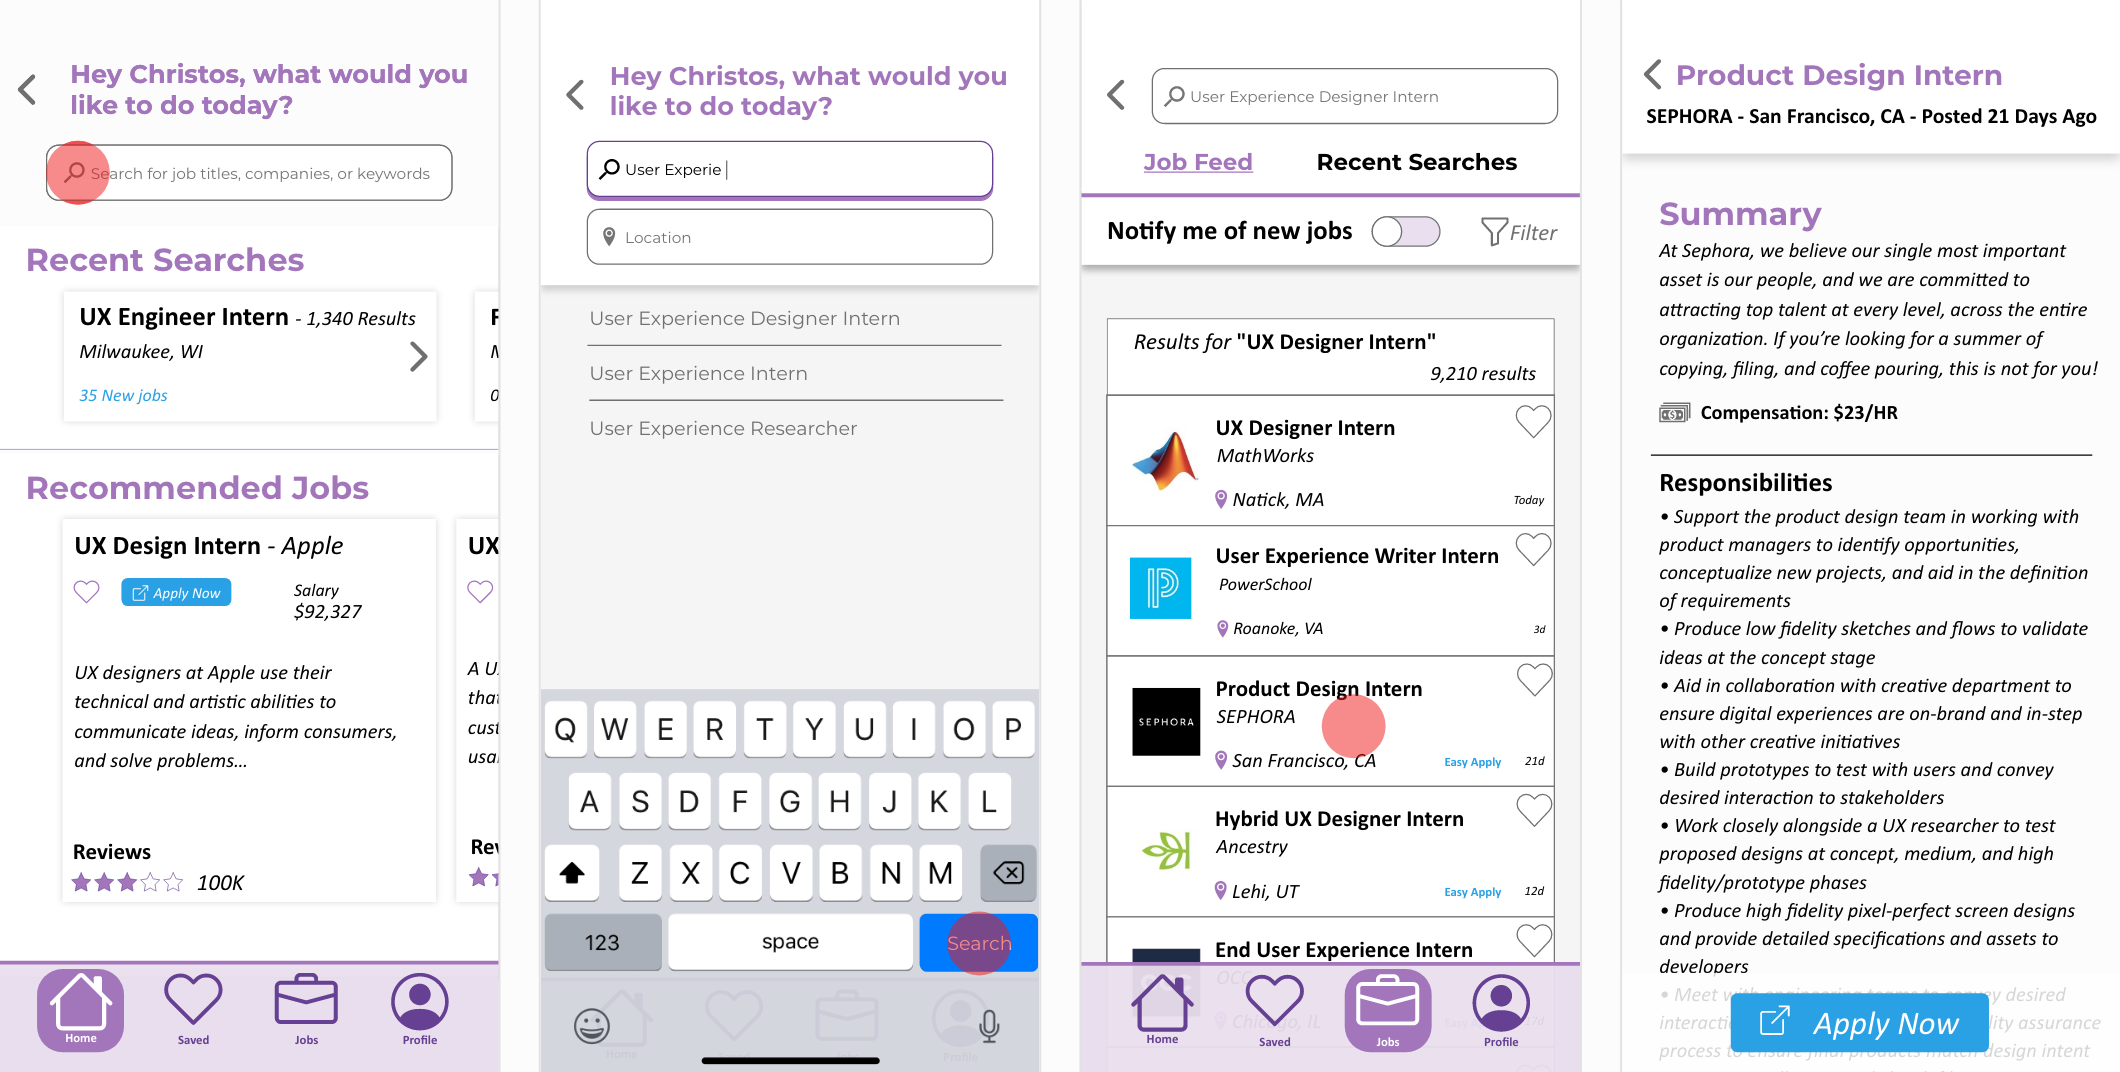 Hey Christos, what would you
like to do today?
Search for job titles, companies, or keywords
Recent Searches
UX Engineer Intern - 1,340 Results
Milwaukee, WI
35 New jobs
Recommended Jobs
UX Design Intern - Apple
Apply Now
Salary
$92,327
UX designers at Apple use their
technical and artistic abilities to
communicate ideas, inform consumers,
and solve problems...
Reviews
100K
UX
A U
that
cust
usa
Rev
Home
Saved
Jobs
Profile
Hey Christos, what would you
like to do today?
User Experie
Location
User Experience Designer Intern
User Experience Intern
User Experience Researcher
Q W E R T Y U I O P
A S D F G H J K L
Z X C V B N M
123
space
Search
Home
Profile
User Experience Designer Intern
Job Feed
Recent Searches
Notify me of new jobs
Filter
Results for "UX Designer Intern"
9,210 results
UX Designer Intern
MathWorks
Natick, MA
Today
User Experience Writer Intern
PowerSchool
Roanoke, VA
3d
SEPHORA
Product Design Intern
SEPHORA
San Francisco, CA
Easy Apply
21d
Hybrid UX Designer Intern
Ancestry
Lehi, UT
Easy Apply
12d
End User Experience Intern
OCC
Chicago, IL
Home
Saved
Jobs
Profile
Product Design Intern
SEPHORA - San Francisco, CA - Posted 21 Days Ago
Summary
At Sephora, we believe our single most important
asset is our people, and we are committed to
attracting top talent at every level, across the entire
organization. If you’re looking for a summer of
copying, filing, and coffee pouring, this is not for you!
Compensation: $23/HR
Responsibilities
• Support the product design team in working with
product managers to identify opportunities,
conceptualize new projects, and aid in the definition
of requirements
• Produce low fidelity sketches and flows to validate
ideas at the concept stage
• Aid in collaboration with creative department to
ensure digital experiences are on-brand and in-step
with other creative initiatives
• Build prototypes to test with users and convey
desired interaction to stakeholders
• Work closely alongside a UX researcher to test
proposed designs at concept, medium, and high
fidelity/prototype phases
• Produce high fidelity pixel-perfect screen designs
and provide detailed specifications and assets to
developers
• Meet with engineering teams to convey desired
interacti lity assurance
process to ensure final products match design intent
Apply Now